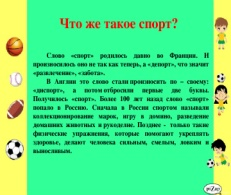 Что же такое спорт?
Слово «спорт» родилось давно во Франции. И
произносилось оно не так как теперь, а «депорт», что значит
«развлечение», «забета».
В Англии это слово стали произносить по – своему:
«диспорт», а потом отбросили первые две буквы.
Получилось «спорт». Более 100 лет назад слово «спорт»
попало в Россию. Сначала в России спортом называли
коллекционирование марок, игру в домино, разведение
домашних животных и рукоделие. Позднее - только такие
физические упражнения, которые помогают укреплять
здоровье, делают человека сильным, смелым, ловким и
выносливым.